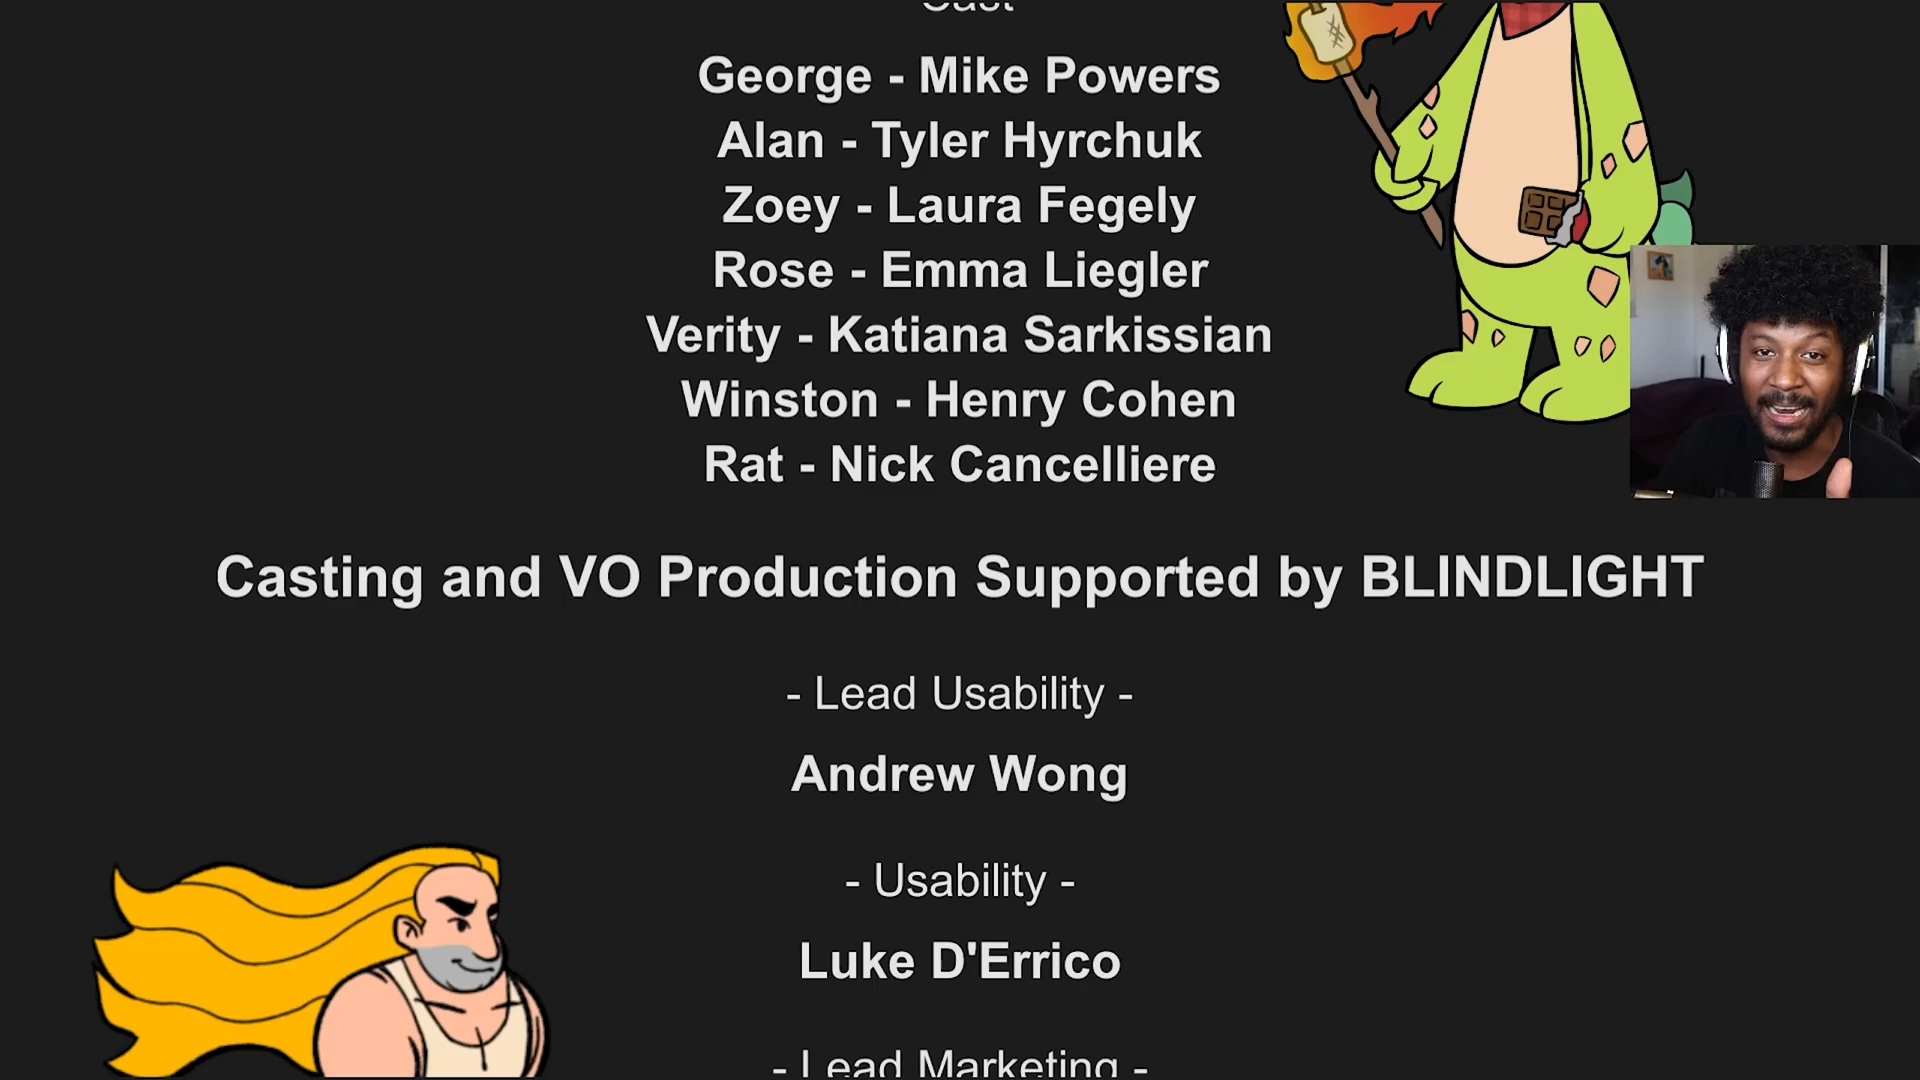 Cast
George - Mike Powers
Alan - Tyler Hyrchuk
Zoey - Laura Fegely
Rose - Emma Liegler
Verity - Katiana Sarkissian
Winston - Henry Cohen
Rat - Nick Cancelliere
Casting and VO Production Supported by BLINDLIGHT
- Lead Usability -
Andrew Wong
- Usability -
Luke D'Errico
- Lead Marketing -